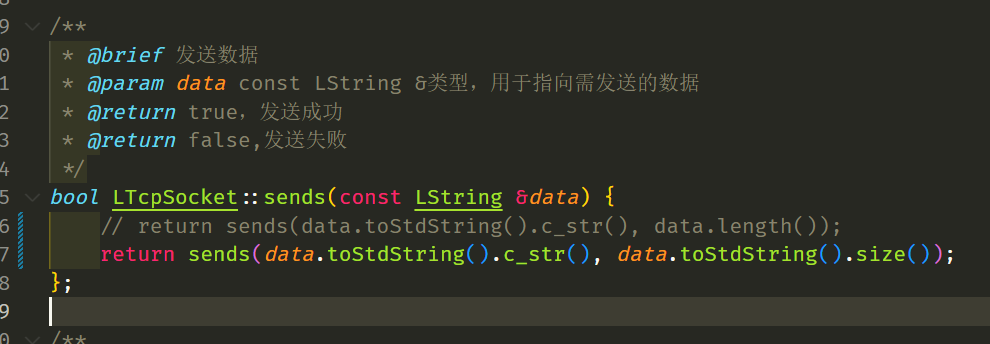 9 /**
0 * @brief 发送数据
1 * @param data const LString &类型，用于指向需发送的数据
2 * @return true，发送成功
3 * @return false,发送失败
4 */
5 bool LTcpSocket::sends(const LString &data) {
6 // return sends(data.toStdString().c_str(), data.length());
7 return sends(data.toStdString().c_str(), data.toStdString().size());
8 };
9
0 /**